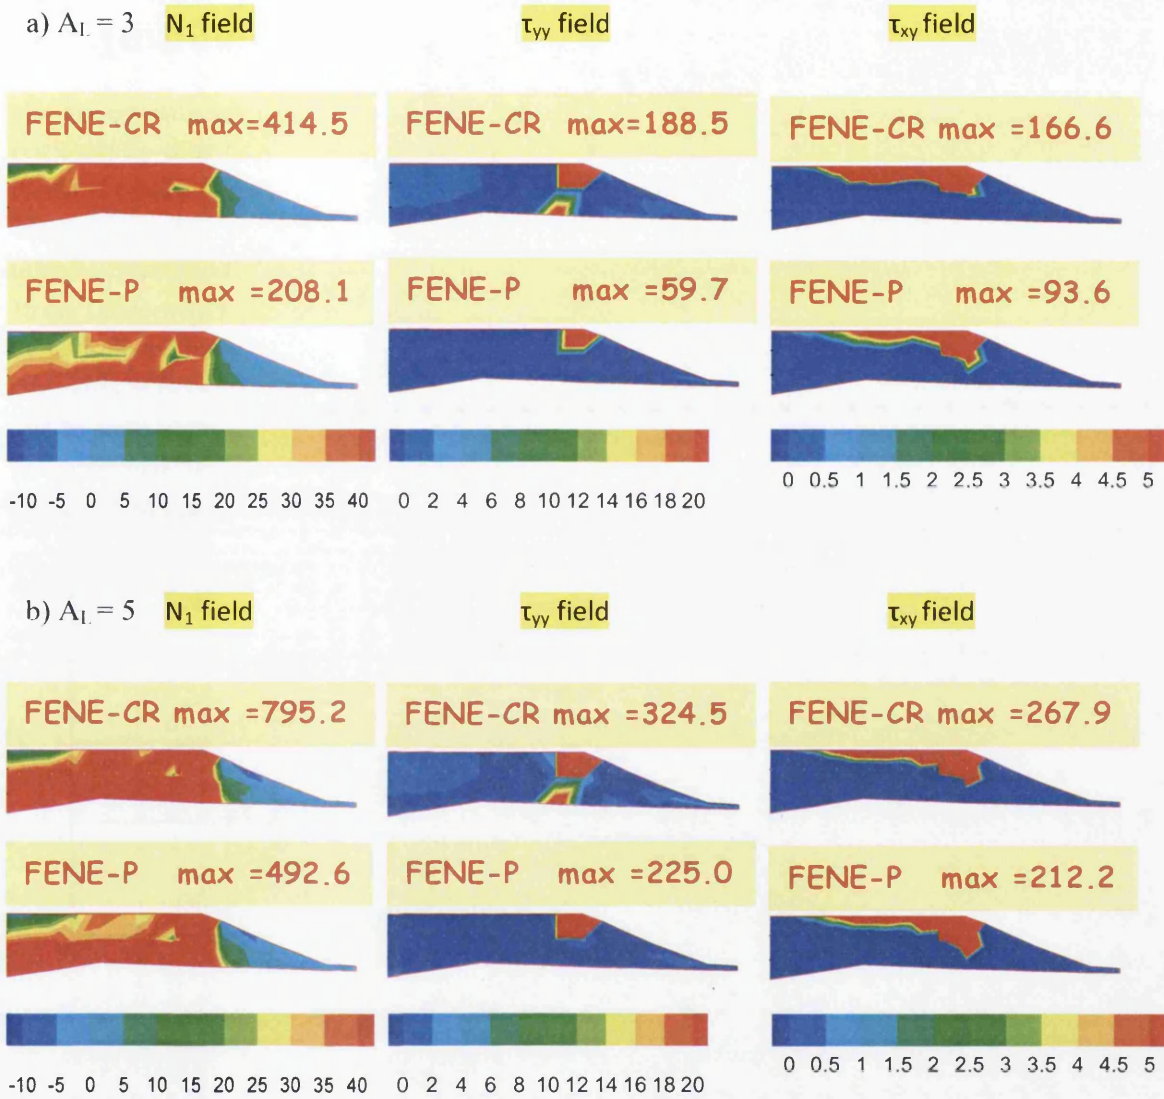 a) A_L = 3 N₁ field τyy field τxy field
FENE-CR max=414.5 FENE-CR max=188.5 FENE-CR max =166.6
FENE-P max =208.1 FENE-P max =59.7 FENE-P max =93.6
-10 -5 0 5 10 15 20 25 30 35 40 0 2 4 6 8 10 12 14 16 18 20 0 0.5 1 1.5 2 2.5 3 3.5 4 4.5 5
b) A_L = 5 N₁ field τyy field τxy field
FENE-CR max =795.2 FENE-CR max =324.5 FENE-CR max =267.9
FENE-P max =492.6 FENE-P max =225.0 FENE-P max =212.2
-10 -5 0 5 10 15 20 25 30 35 40 0 2 4 6 8 10 12 14 16 18 20 0 0.5 1 1.5 2 2.5 3 3.5 4 4.5 5